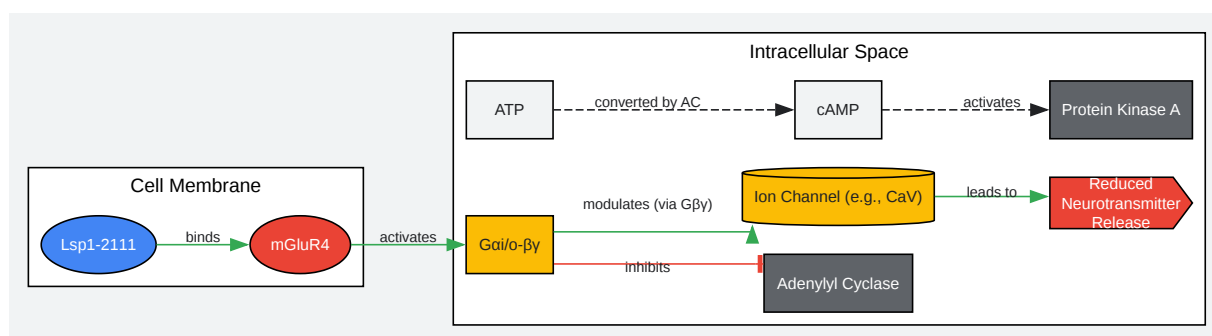 Intracellular Space
ATP
converted by AC
cAMP
activates
Protein Kinase A
Cell Membrane
Lsp1-2111
binds
mGluR4
activates
Gαi/o-βγ
modulates (via Gβγ)
Ion Channel (e.g., CaV)
leads to
Reduced
Neurotransmitter
Release
inhibits
Adenylyl Cyclase